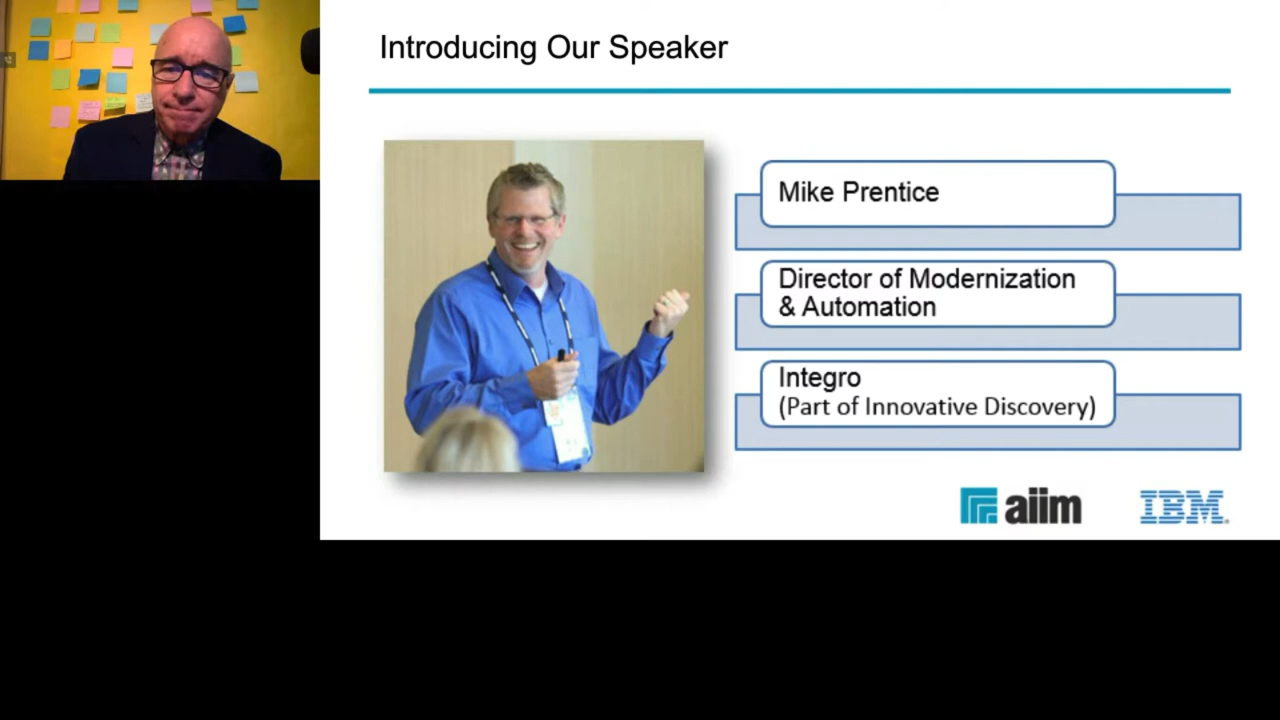 Introducing Our Speaker
Mike Prentice
Director of Modernization
& Automation
Integro
(Part of Innovative Discovery)
aiim
IBM